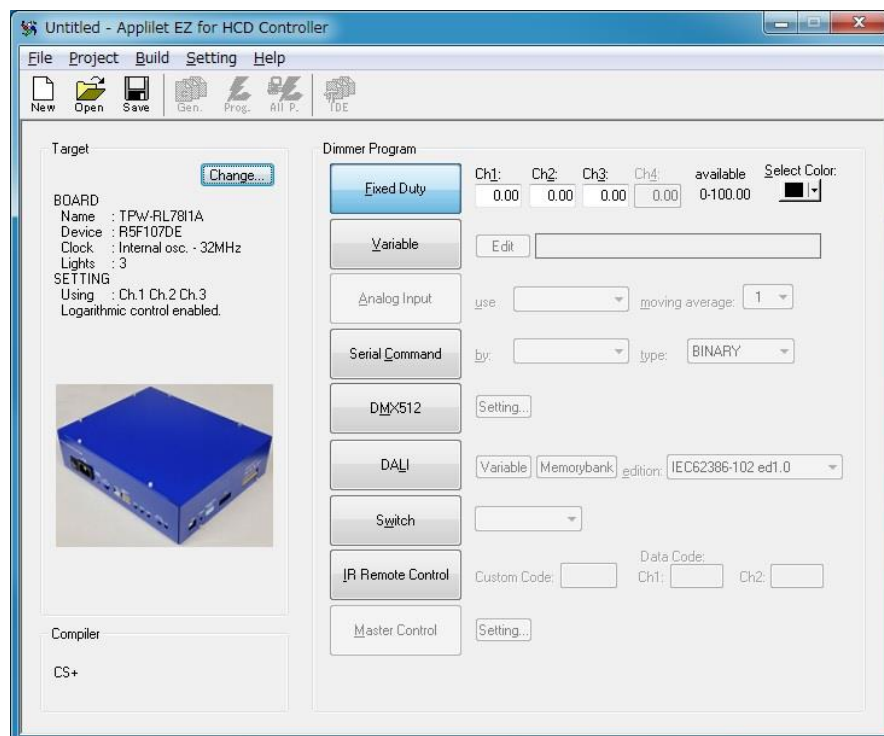 Untitled - Applilet EZ for HCD Controller
File Project Build Setting Help
New Open Save Gen. Prog. All P. IDE
Target
Change...
BOARD
Name : TPW-RL78I1A
Device : R5F107DE
Clock : Internal osc. - 32MHz
Lights : 3
SETTING
Using : Ch.1 Ch.2 Ch.3
Logarithmic control enabled.
Compiler
CS+
Dimmer Program
Fixed Duty Ch1: Ch2: Ch3: Ch4: available Select Color:
0.00 0.00 0.00 0.00 0-100.00
Variable Edit
Analog Input use moving average: 1
Serial Command by: type: BINARY
DMX512 Setting...
DALI Variable Memorybank edition: IEC62386-102 ed1.0
Switch
IR Remote Control Custom Code: Data Code: Ch1: Ch2:
Master Control Setting...